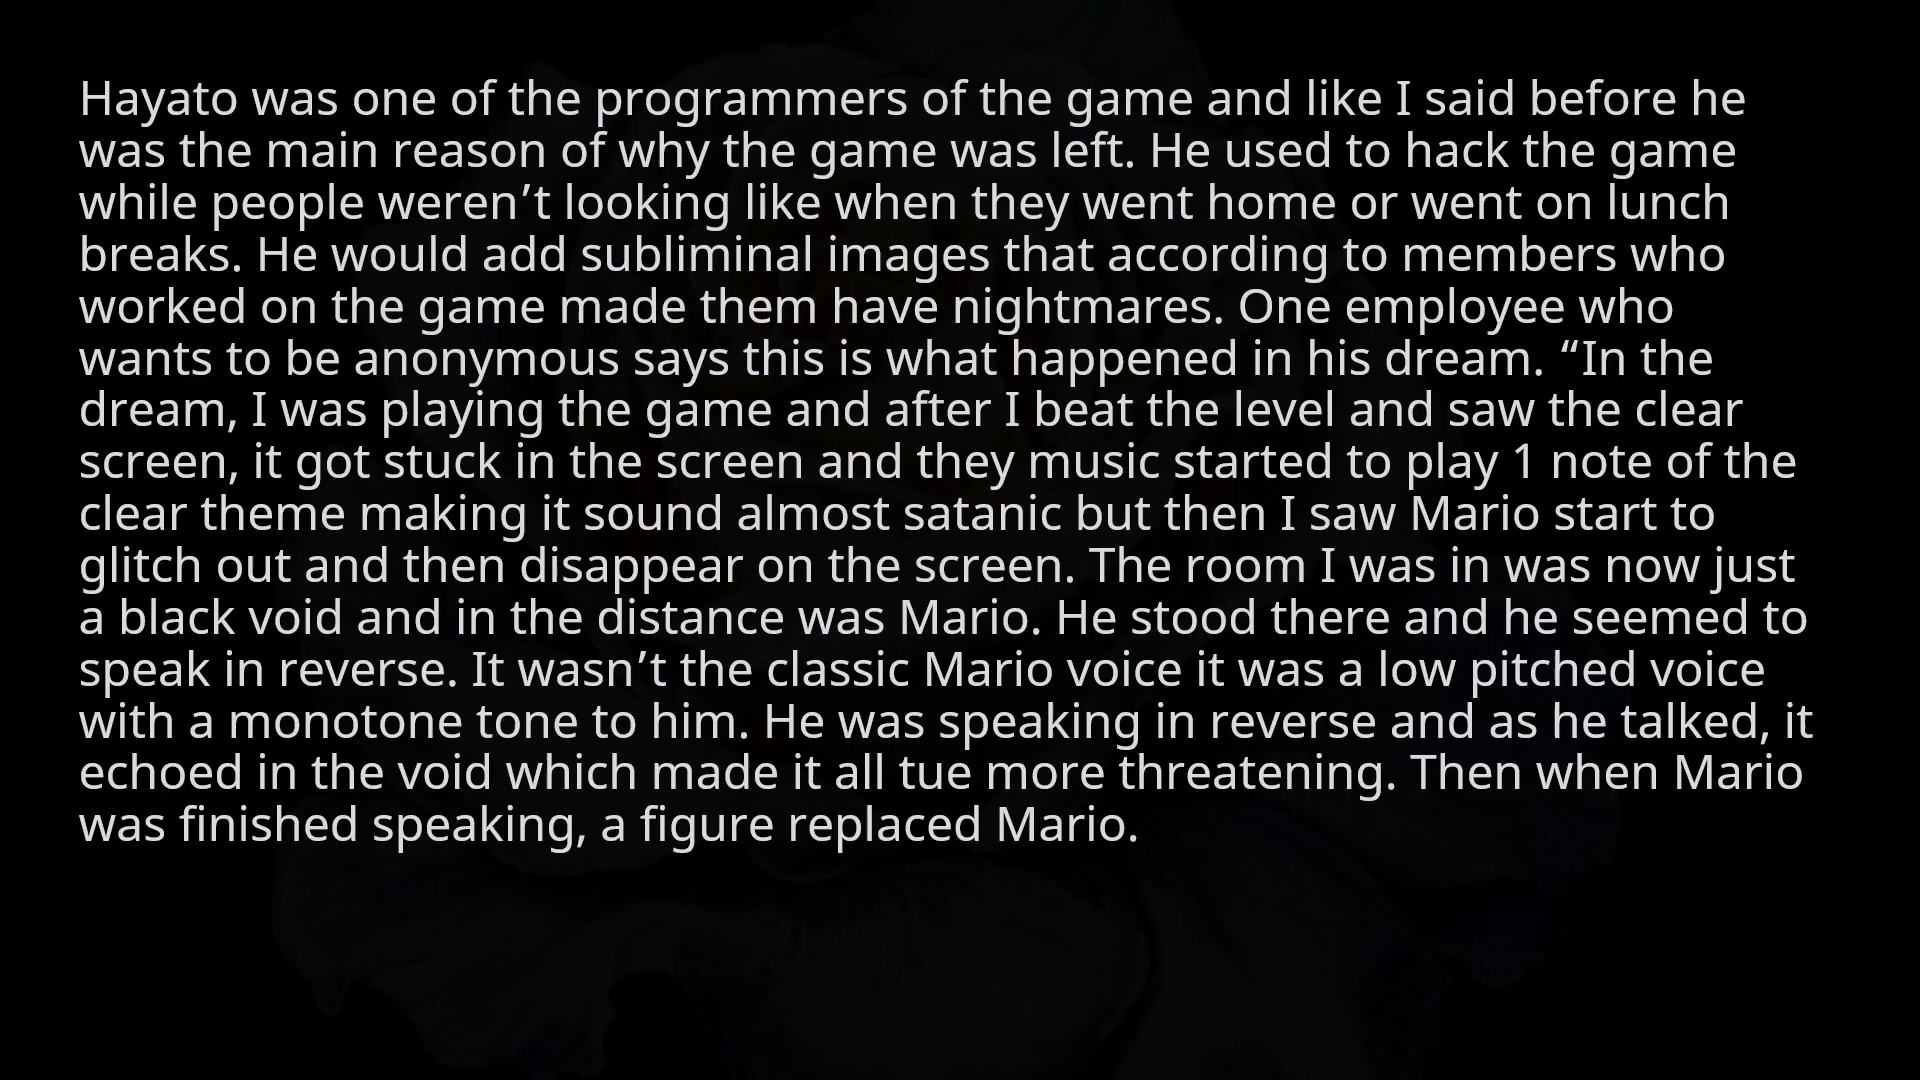 Hayato was one of the programmers of the game and like I said before he
was the main reason of why the game was left. He used to hack the game
while people weren’t looking like when they went home or went on lunch
breaks. He would add subliminal images that according to members who
worked on the game made them have nightmares. One employee who
wants to be anonymous says this is what happened in his dream. “In the
dream, I was playing the game and after I beat the level and saw the clear
screen, it got stuck in the screen and they music started to play 1 note of the
clear theme making it sound almost satanic but then I saw Mario start to
glitch out and then disappear on the screen. The room I was in was now just
a black void and in the distance was Mario. He stood there and he seemed to
speak in reverse. It wasn’t the classic Mario voice it was a low pitched voice
with a monotone tone to him. He was speaking in reverse and as he talked, it
echoed in the void which made it all tue more threatening. Then when Mario
was finished speaking, a figure replaced Mario.